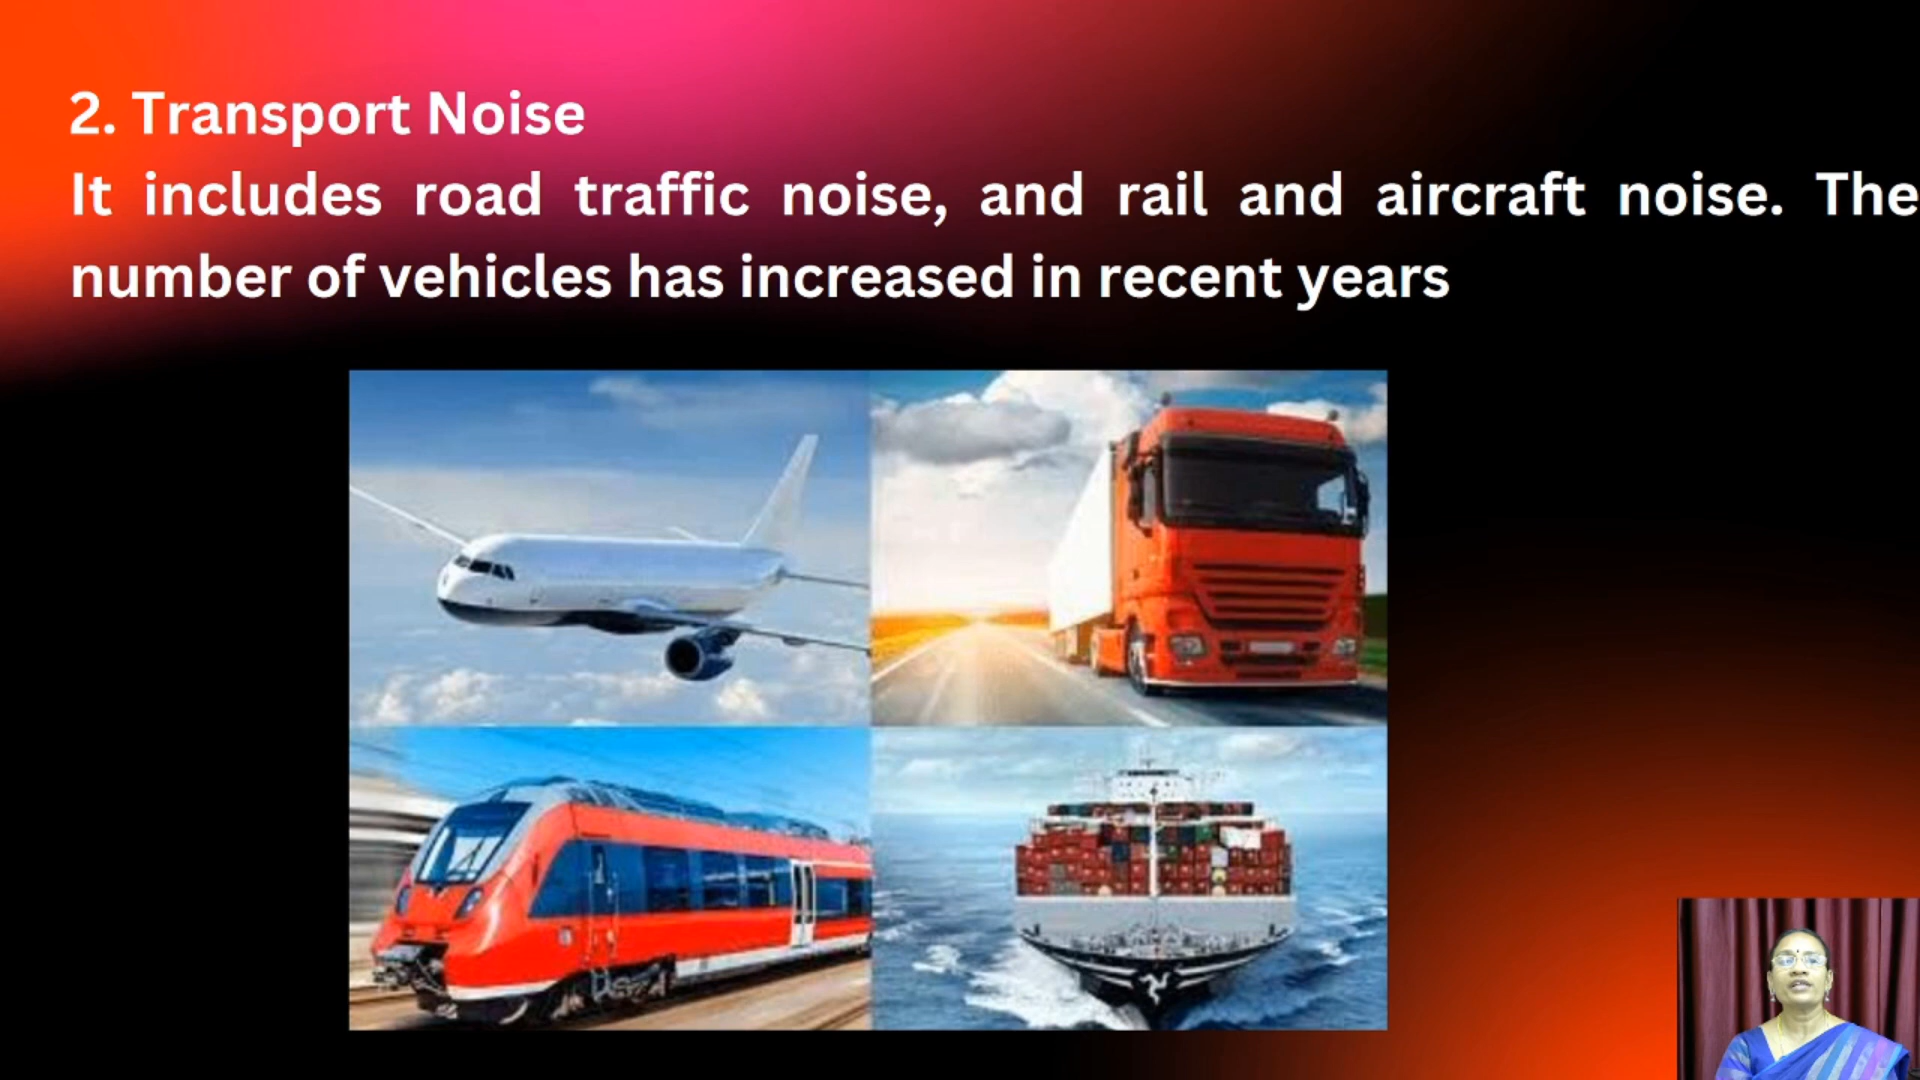 2. Transport Noise
It includes road traffic noise, and rail and aircraft noise. The
number of vehicles has increased in recent years